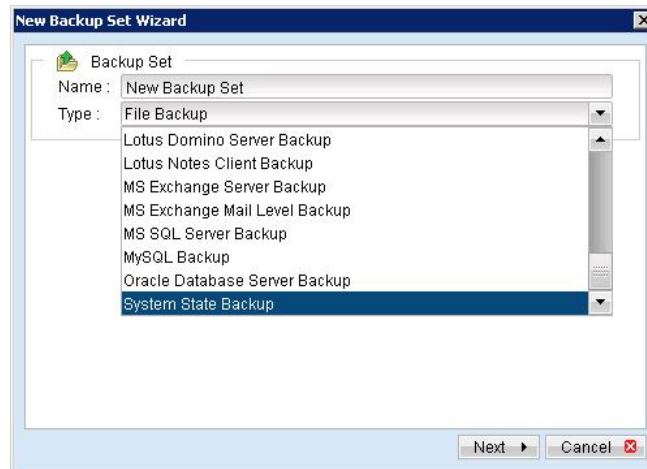 New Backup Set Wizard
Backup Set
Name : New Backup Set
Type : File Backup
Lotus Domino Server Backup
Lotus Notes Client Backup
MS Exchange Server Backup
MS Exchange Mail Level Backup
MS SQL Server Backup
MySQL Backup
Oracle Database Server Backup
System State Backup
Next Cancel